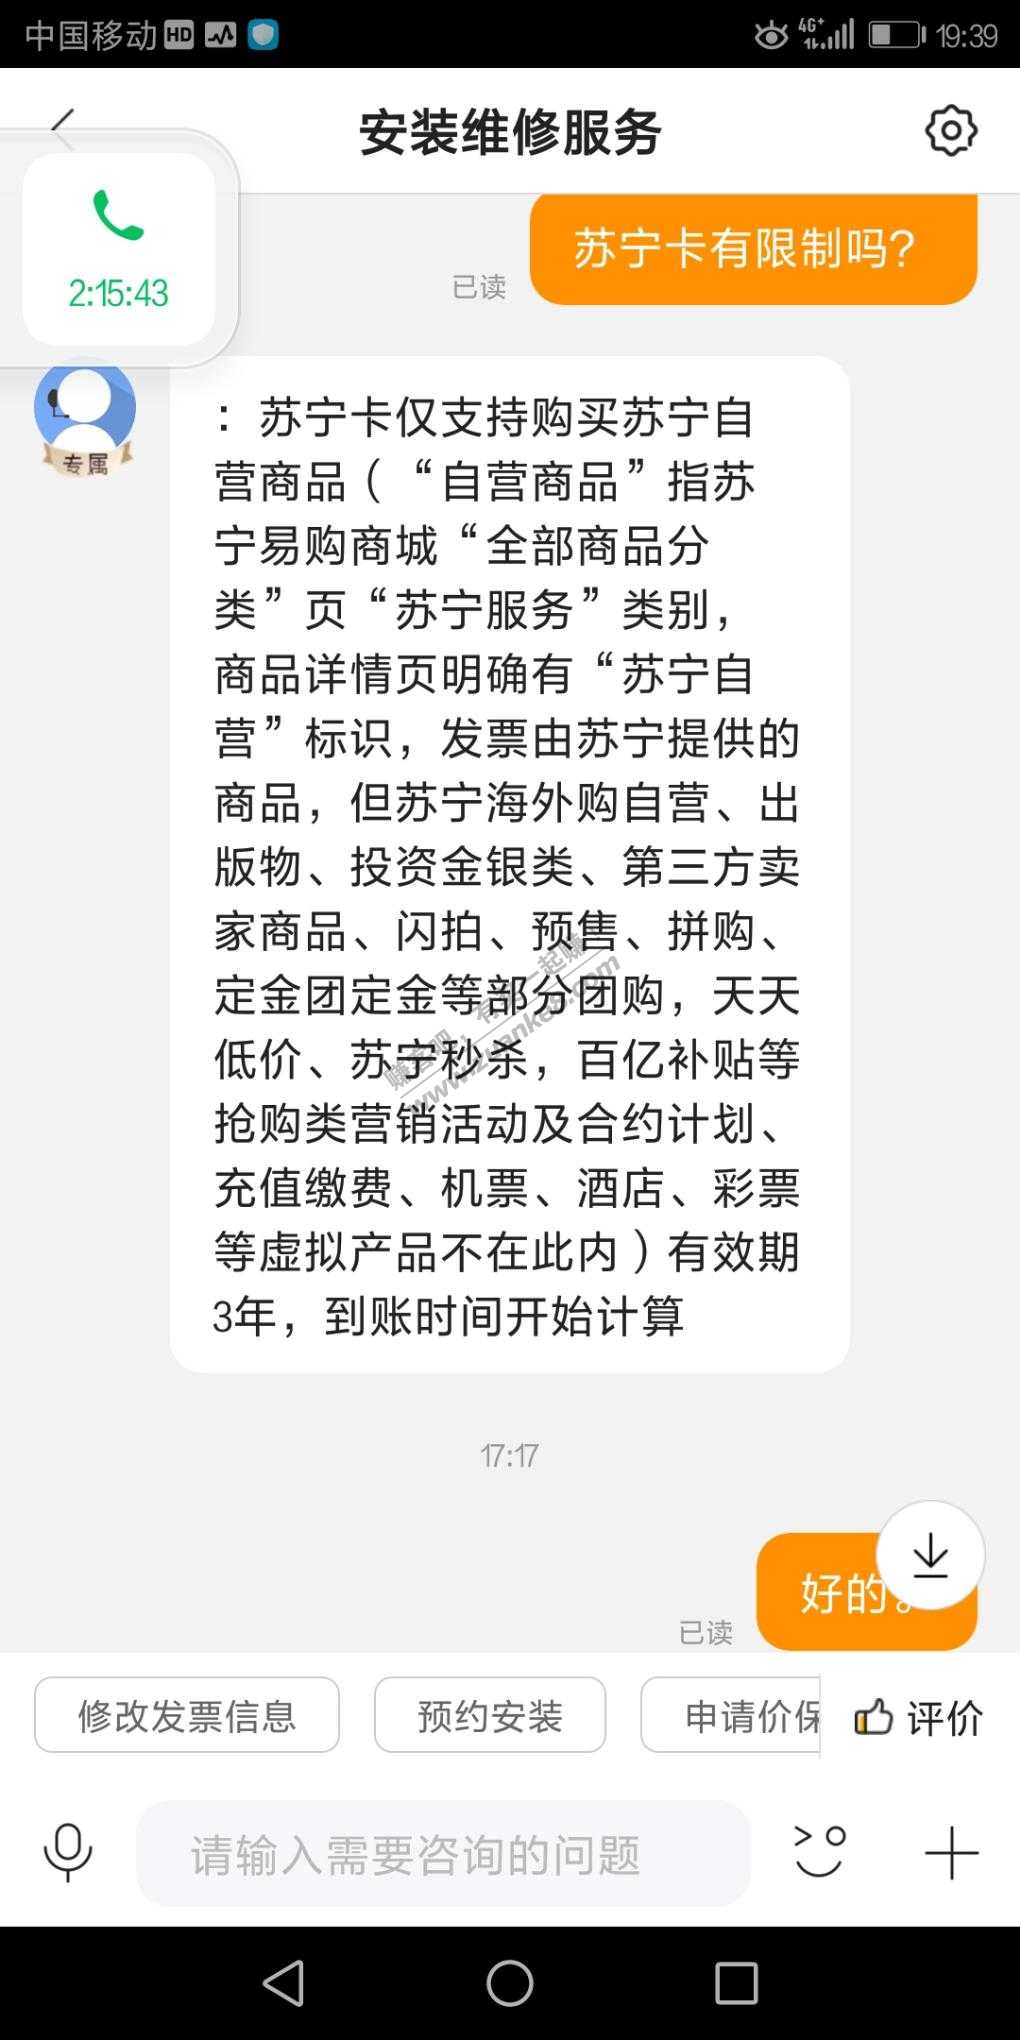 中国移动 HD 4G+ 19:39
安装维修服务
2:15:43
苏宁卡有限制吗?
已读
专属
：苏宁卡仅支持购买苏宁自
营商品（“自营商品”指苏
宁易购商城“全部商品分
类”页“苏宁服务”类别，
商品详情页明确有“苏宁自
营”标识，发票由苏宁提供的
商品，但苏宁海外购自营、出
版物、投资金银类、第三方卖
家商品、闪拍、预售、拼购、
定金团定金等部分团购，天天
低价、苏宁秒杀，百亿补贴等
抢购类营销活动及合约计划、
充值缴费、机票、酒店、彩票
等虚拟产品不在此内）有效期
3年，到账时间开始计算
赚客吧，有奖一起赚！
www.zuanke8.com
17:17
好的。
已读
修改发票信息
预约安装
申请价保
评价
请输入需要咨询的问题